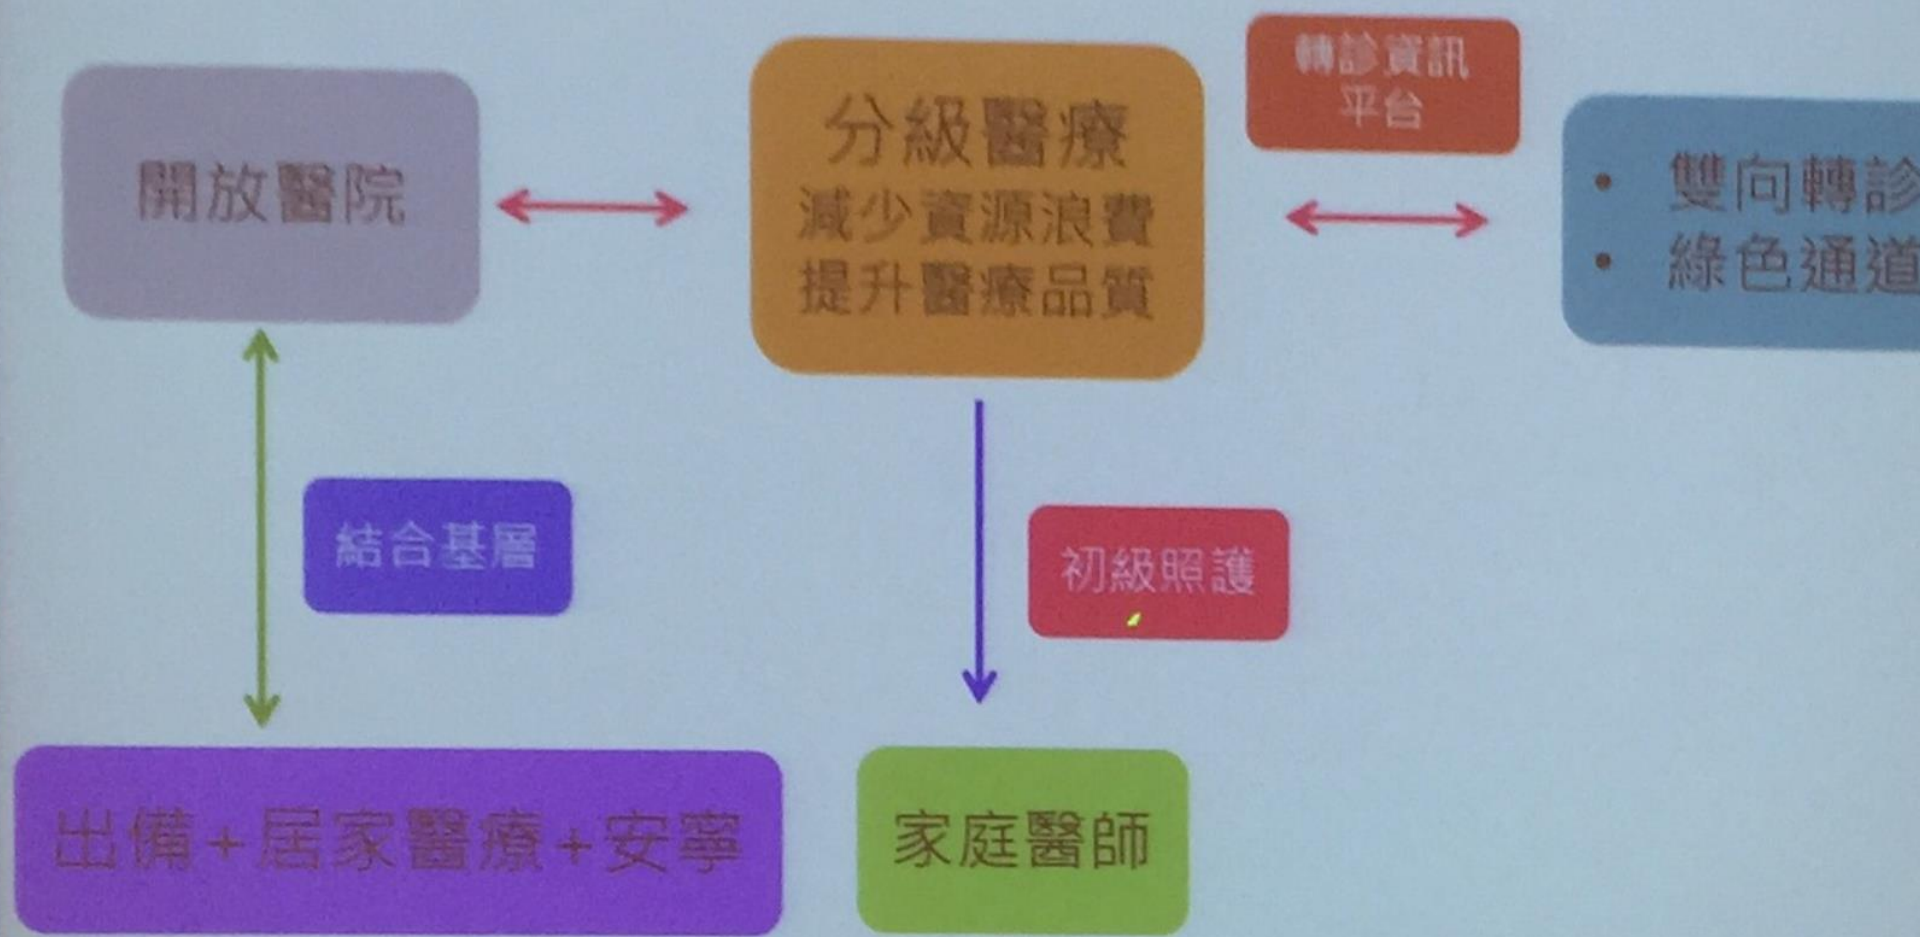 開放醫院
分級醫療
減少資源浪費
提升醫療品質
轉診資訊
平台
• 雙向轉診
• 綠色通道
結合基層
初級照護
出備+居家醫療+安寧
家庭醫師